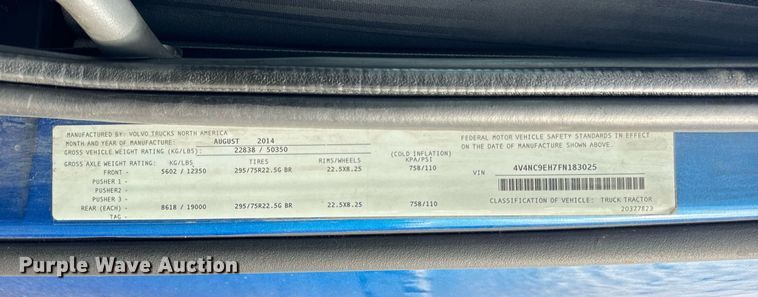 MANUFACTURED BY: VOLVO TRUCKS NORTH AMERICA
MONTH AND YEAR OF MANUFACTURE: AUGUST 2014
GROSS VEHICLE WEIGHT RATING (KG/LBS): 22838 / 50350
(COLD INFLATION)
GROSS AXLE WEIGHT RATING: KG/LBS TIRES RIMS/WHEELS KPA/PSI
FRONT - 5602 / 12350 295/75R22.5G BR 22.5X8.25 758/110
PUSHER 1 -
PUSHER 2 -
PUSHER 3 -
REAR (EACH) - 8618 / 19000 295/75R22.5G BR 22.5X8.25 758/110
TAG -
FEDERAL MOTOR VEHICLE SAFETY STANDARDS IN EFFECT
ON THE DATE OF MANUFACTURE SHOWN ABOVE.
VIN 4V4NC9EH7FN183025
CLASSIFICATION OF VEHICLE: TRUCK TRACTOR
20377823
Purple Wave Auction